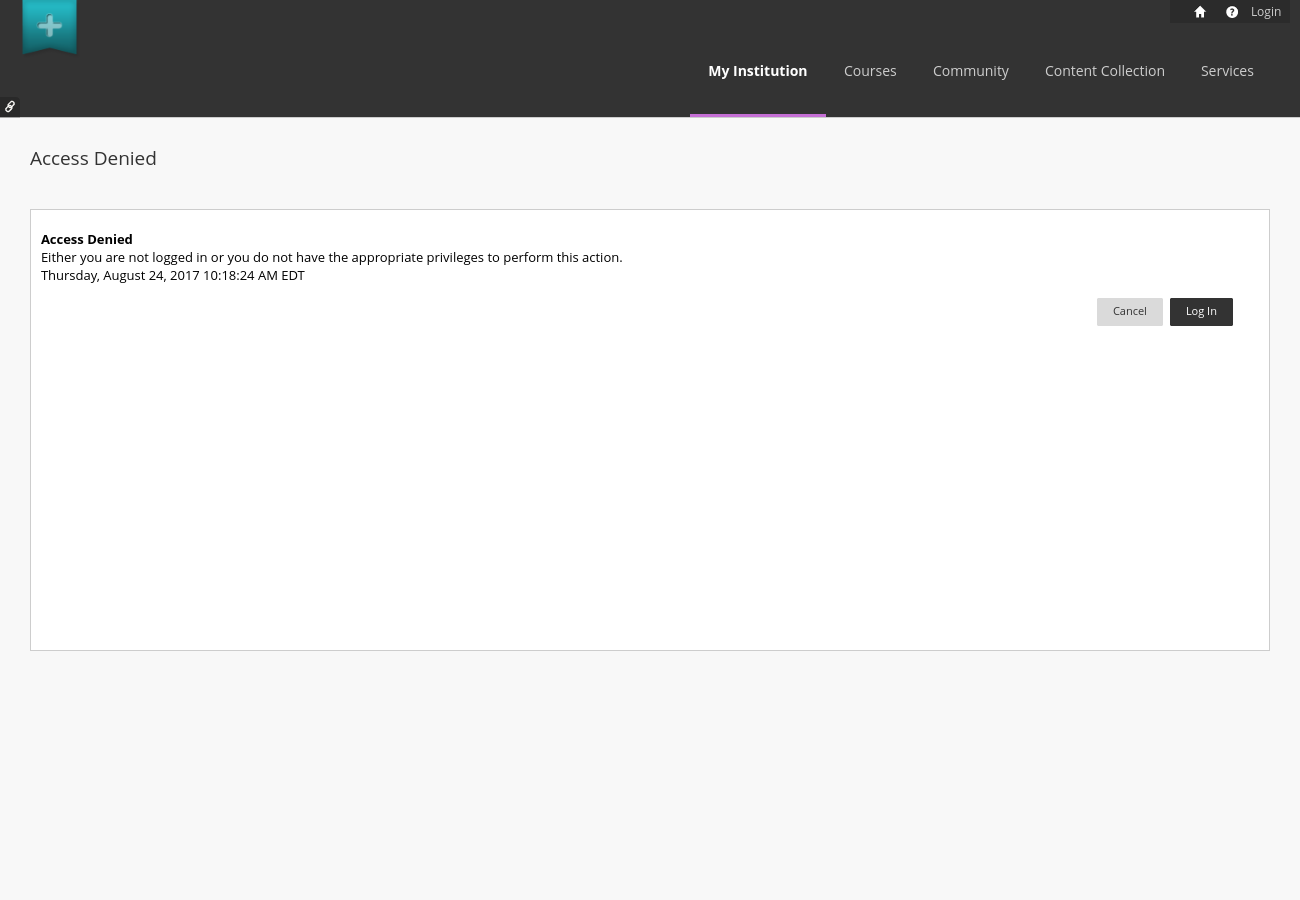 Login
My Institution
Courses
Community
Content Collection
Services
Access Denied
Access Denied
Either you are not logged in or you do not have the appropriate privileges to perform this action.
Thursday, August 24, 2017 10:18:24 AM EDT
Cancel
Log In